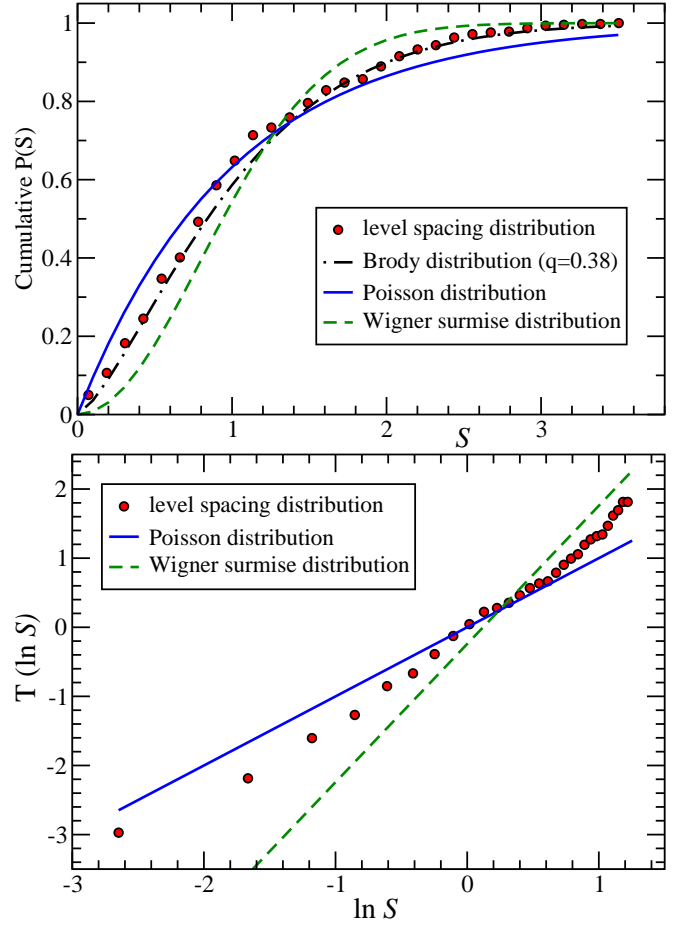 1
0.8
0.6
0.4
0.2
0
Cumulative P(S)
level spacing distribution
Brody distribution (q=0.38)
Poisson distribution
Wigner surmise distribution
0 1 2 3
S
2
1
0
-1
-2
-3
T (ln S)
level spacing distribution
Poisson distribution
Wigner surmise distribution
-3 -2 -1 0 1
ln S